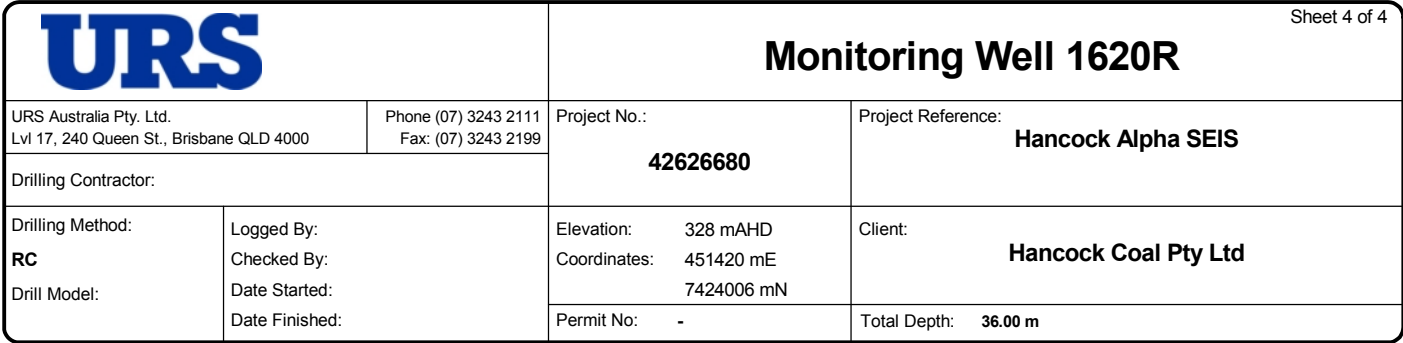 URS
Sheet 4 of 4
Monitoring Well 1620R
URS Australia Pty. Ltd.
Lvl 17, 240 Queen St., Brisbane QLD 4000
Phone (07) 3243 2111
Fax: (07) 3243 2199
Project No.:
42626680
Project Reference:
Hancock Alpha SEIS
Drilling Contractor:
Drilling Method:
RC
Drill Model:
Logged By:
Checked By:
Date Started:
Date Finished:
Elevation: 328 mAHD
Coordinates: 451420 mE
7424006 mN
Permit No: -
Client:
Hancock Coal Pty Ltd
Total Depth: 36.00 m